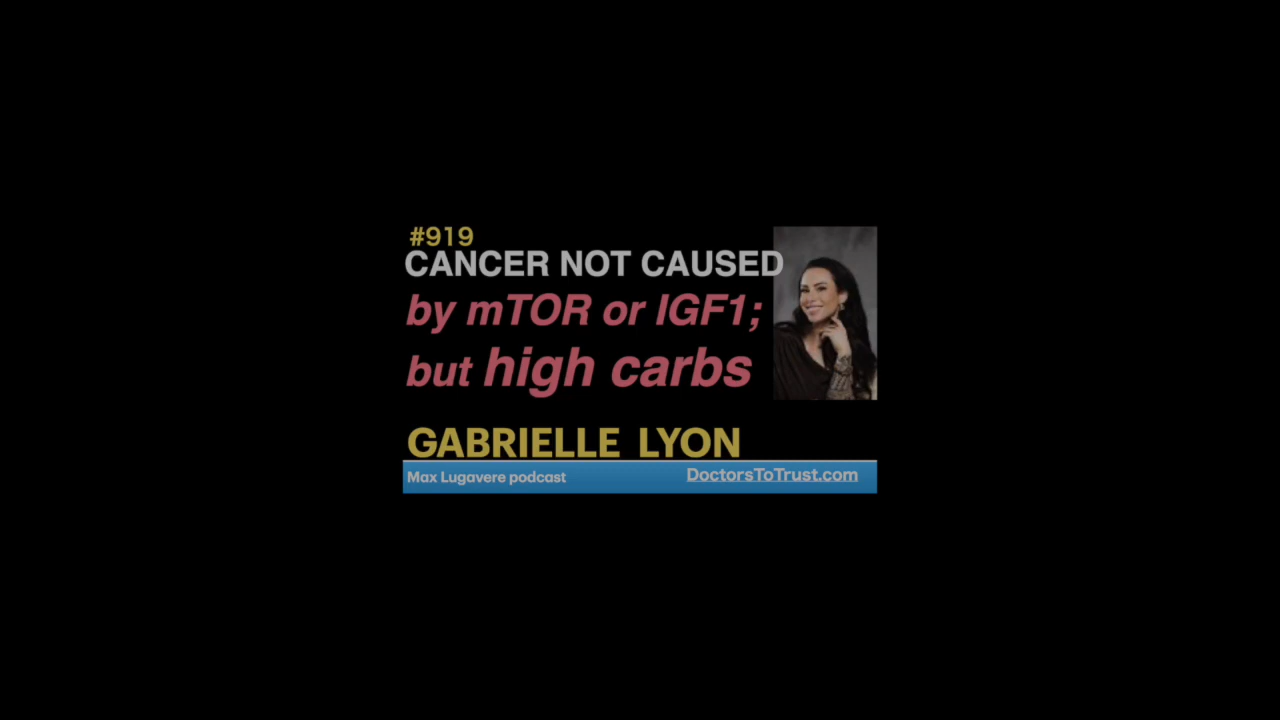 #919
CANCER NOT CAUSED
by mTOR or IGF1;
but high carbs
GABRIELLE LYON
Max Lugavere podcast
DoctorsToTrust.com